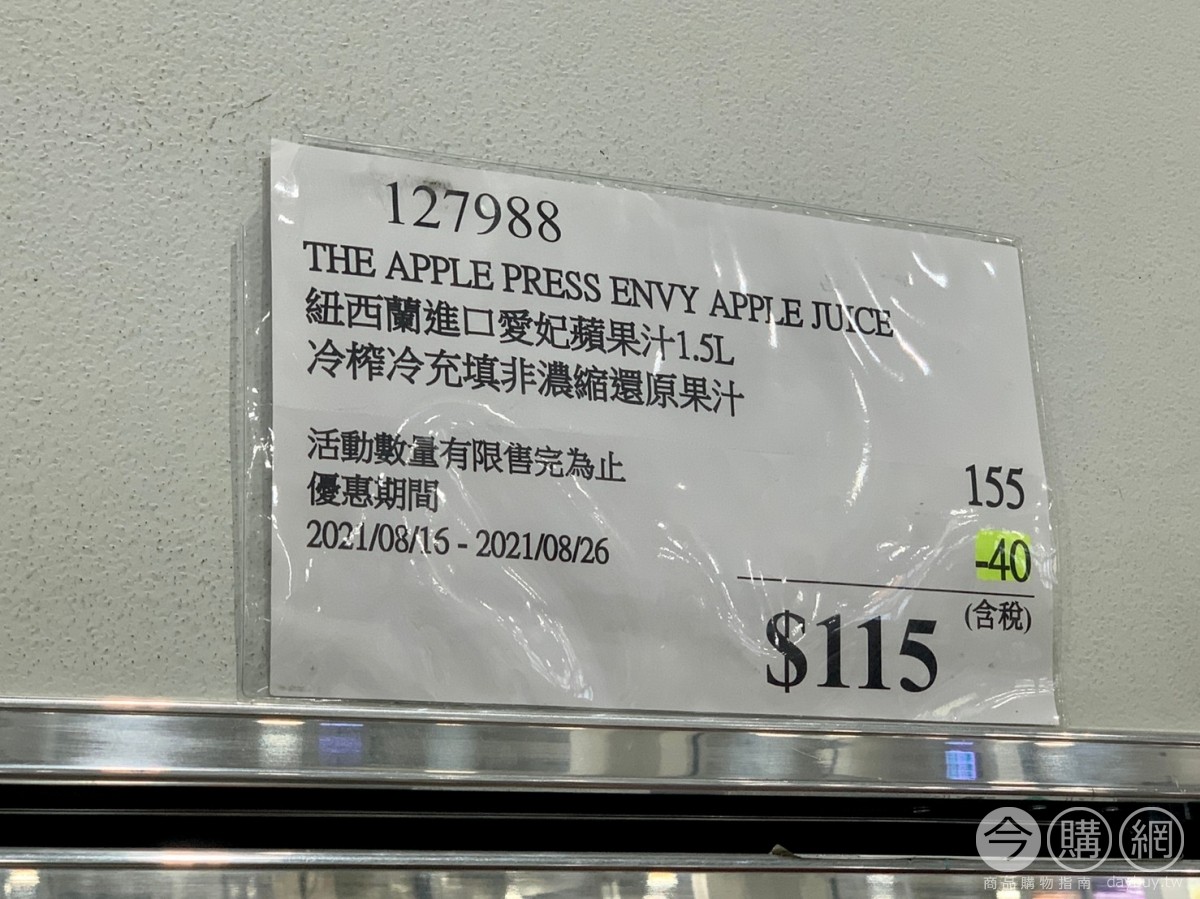 127988
THE APPLE PRESS ENVY APPLE JUICE
紐西蘭進口愛妃蘋果汁1.5L
冷榨冷充填非濃縮還原果汁
活動數量有限售完為止
優惠期間
2021/08/16 - 2021/08/26
155
-40
(含稅)
$115
今購網
商品購物指南 daybuy.tw